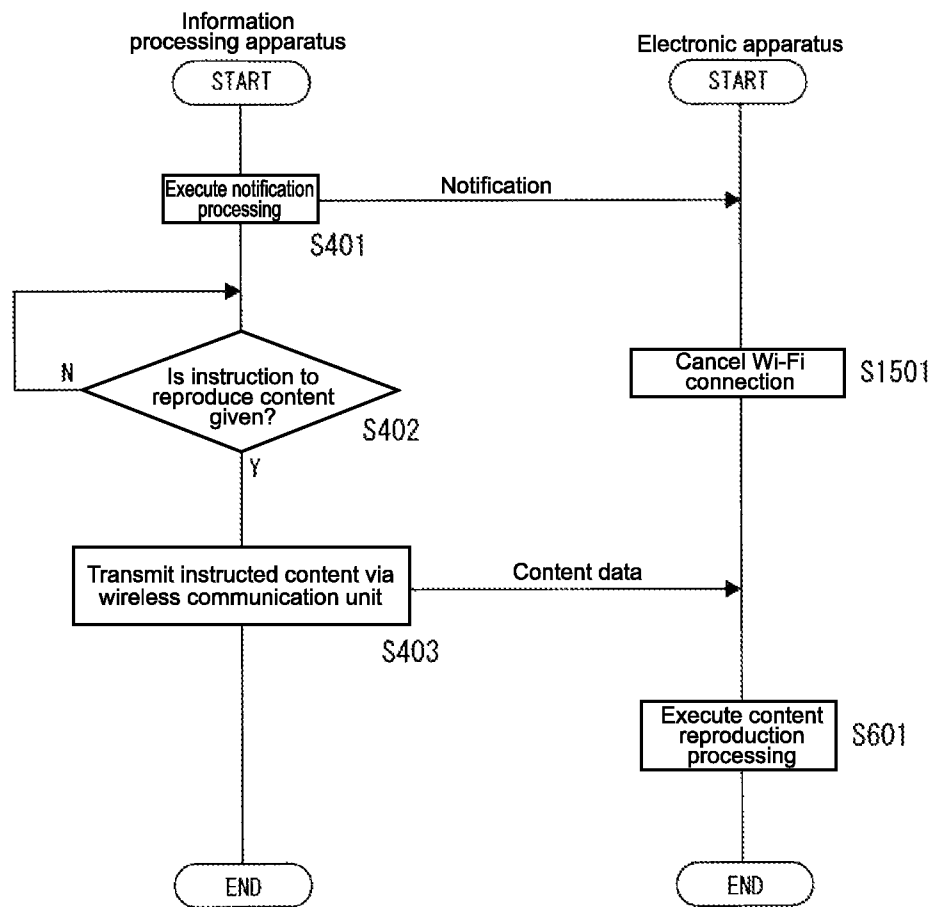 Information
processing apparatus
Electronic apparatus
START
START
Execute notification
processing
Notification
S401
N
Is instruction to
reproduce content
given?
S402
Y
Cancel Wi-Fi
connection
S1501
Transmit instructed content via
wireless communication unit
Content data
S403
Execute content
reproduction
processing
S601
END
END